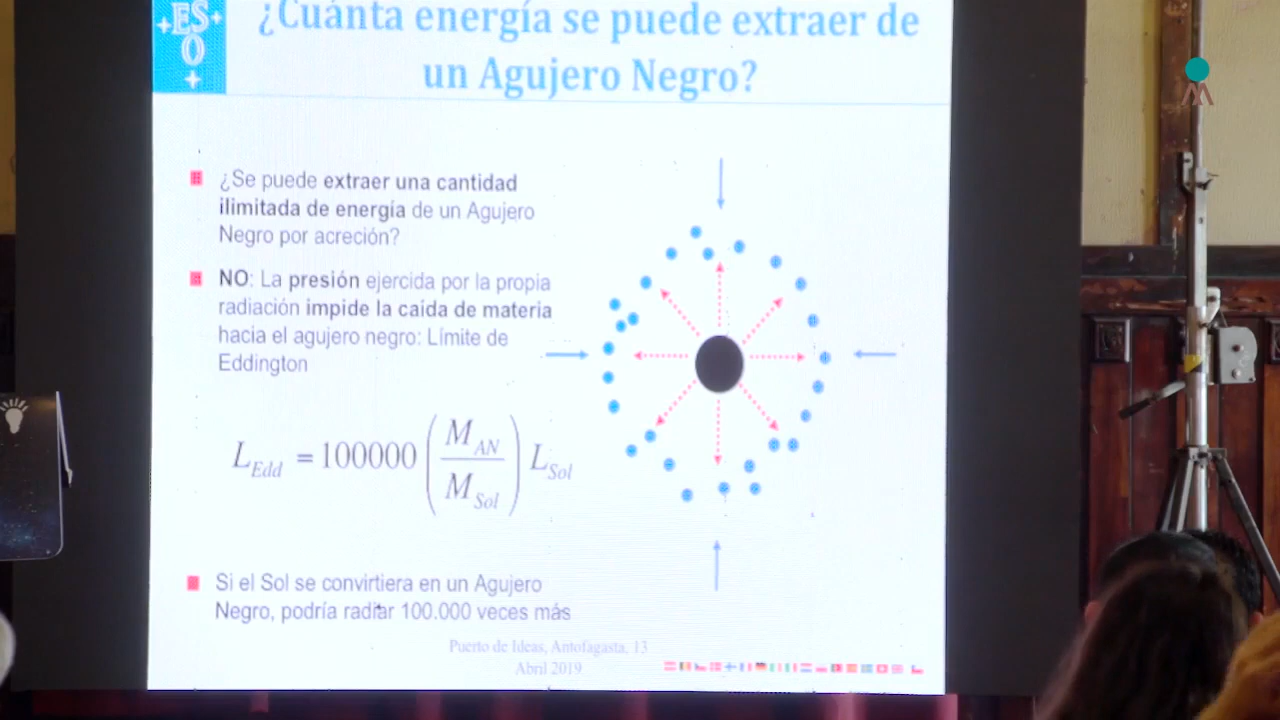 ES
O
¿Cuánta energía se puede extraer de
un Agujero Negro?
¿Se puede extraer una cantidad
ilimitada de energía de un Agujero
Negro por acreción?
NO: La presión ejercida por la propia
radiación impide la caída de materia
hacia el agujero negro: Límite de
Eddington
L_Edd = 100000 (M_AN / M_Sol) L_Sol
Si el Sol se convirtiera en un Agujero
Negro, podría radiar 100.000 veces más
Puerto de Ideas, Antofagasta, 13
Abril 2019